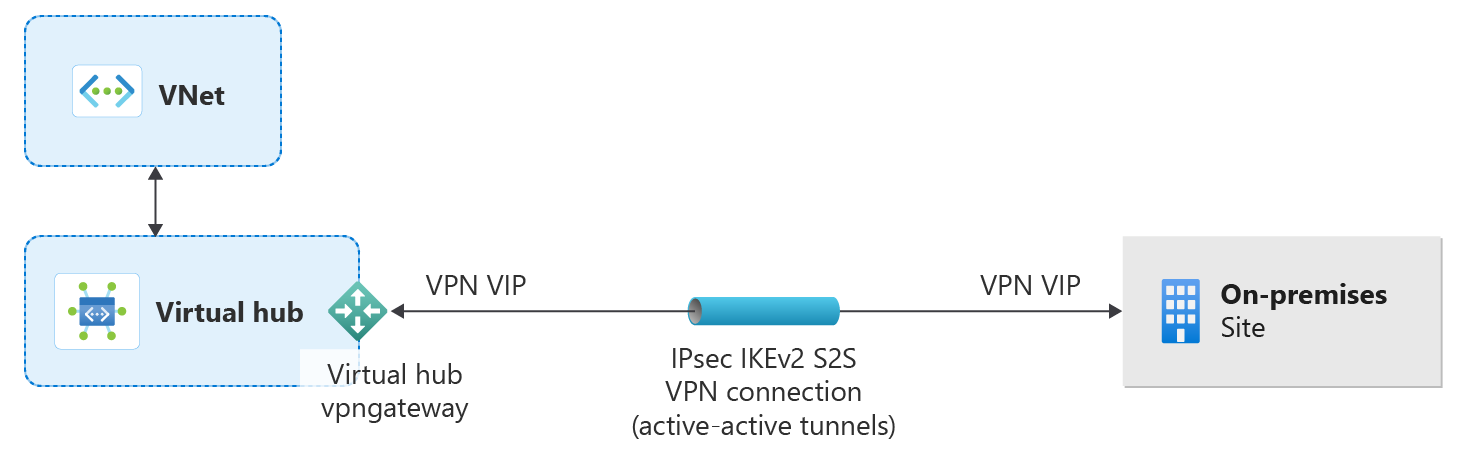 VNet
Virtual hub
Virtual hub
vpngateway
VPN VIP
IPsec IKEv2 S2S
VPN connection
(active-active tunnels)
VPN VIP
On-premises
Site